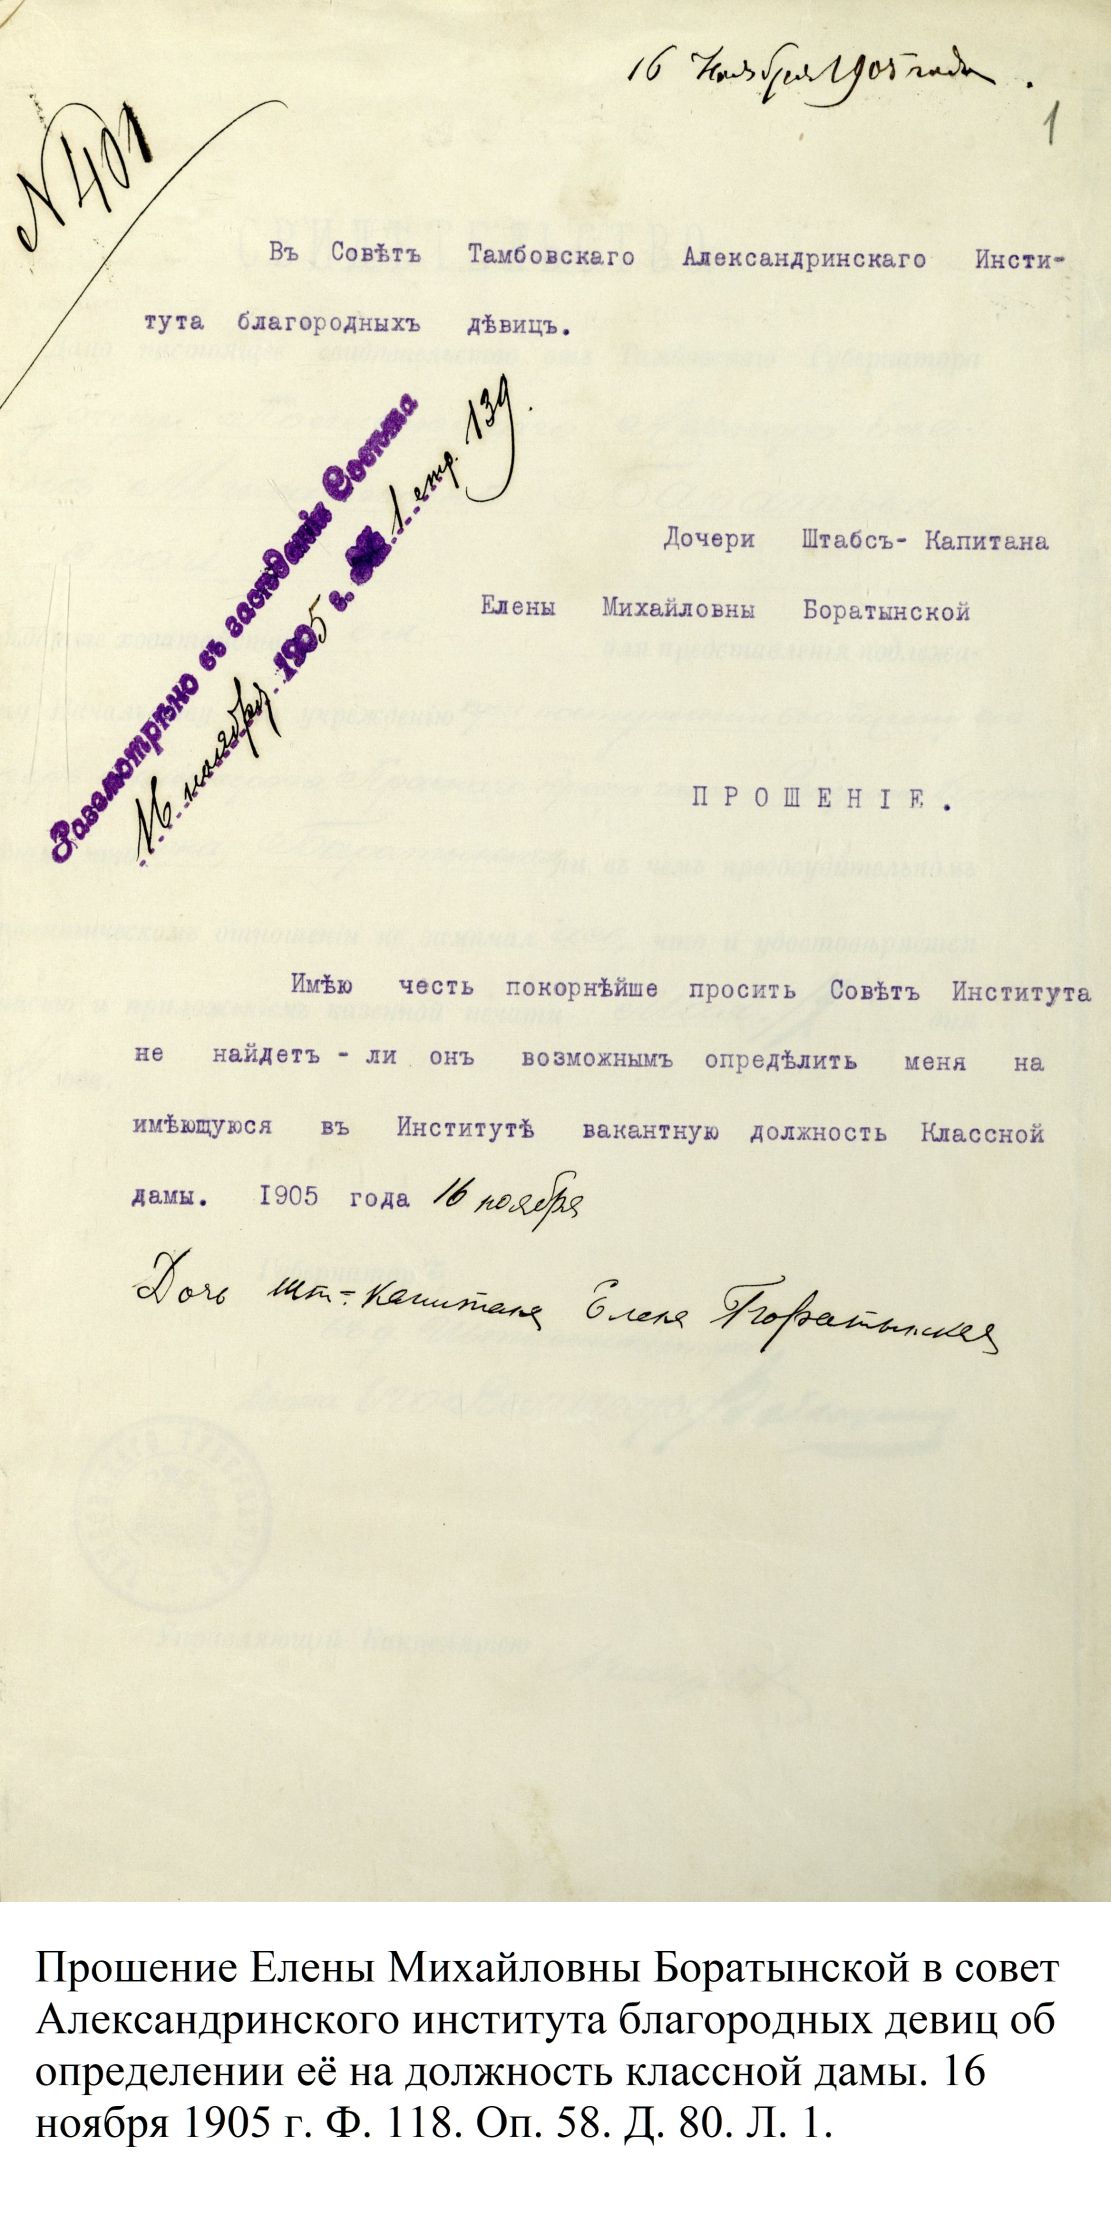 16 Ноября 1905 года.
1
№ 401
Въ Совѣтъ Тамбовскаго Александринскаго Инсти-
тута благородныхъ дѣвицъ.
Разсмотрѣно въ засѣданіи Совѣта
16 ноября 1905 г. 1 стр. 139.
Дочери Штабсъ- Капитана
Елены Михайловны Боратынской
ПРОШЕНІЕ.
Имѣю честь покорнѣйше просить Совѣтъ Института
не найдетъ - ли онъ возможнымъ опредѣлить меня на
имѣющуюся въ Институтѣ вакантную должность Классной
дамы. 1905 года 16 ноября
Дочь шт=капитана Елена Боратынская
Прошение Елены Михайловны Боратынской в совет
Александринского института благородных девиц об
определении её на должность классной дамы. 16
ноября 1905 г. Ф. 118. Оп. 58. Д. 80. Л. 1.